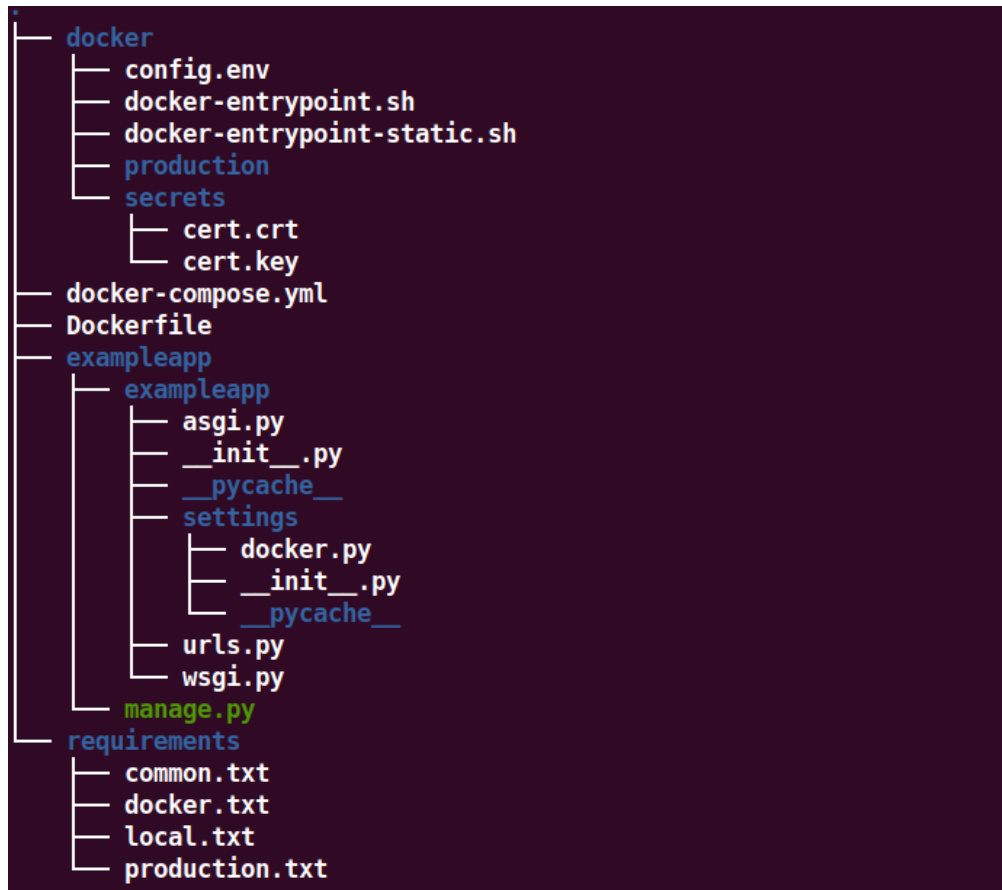 .
├── docker
│   ├── config.env
│   ├── docker-entrypoint.sh
│   ├── docker-entrypoint-static.sh
│   ├── production
│   └── secrets
│       ├── cert.crt
│       └── cert.key
├── docker-compose.yml
├── Dockerfile
├── exampleapp
│   ├── exampleapp
│   │   ├── asgi.py
│   │   ├── __init__.py
│   │   ├── __pycache__
│   │   ├── settings
│   │   │   ├── docker.py
│   │   │   ├── __init__.py
│   │   │   └── __pycache__
│   │   ├── urls.py
│   │   └── wsgi.py
│   └── manage.py
└── requirements
    ├── common.txt
    ├── docker.txt
    ├── local.txt
    └── production.txt